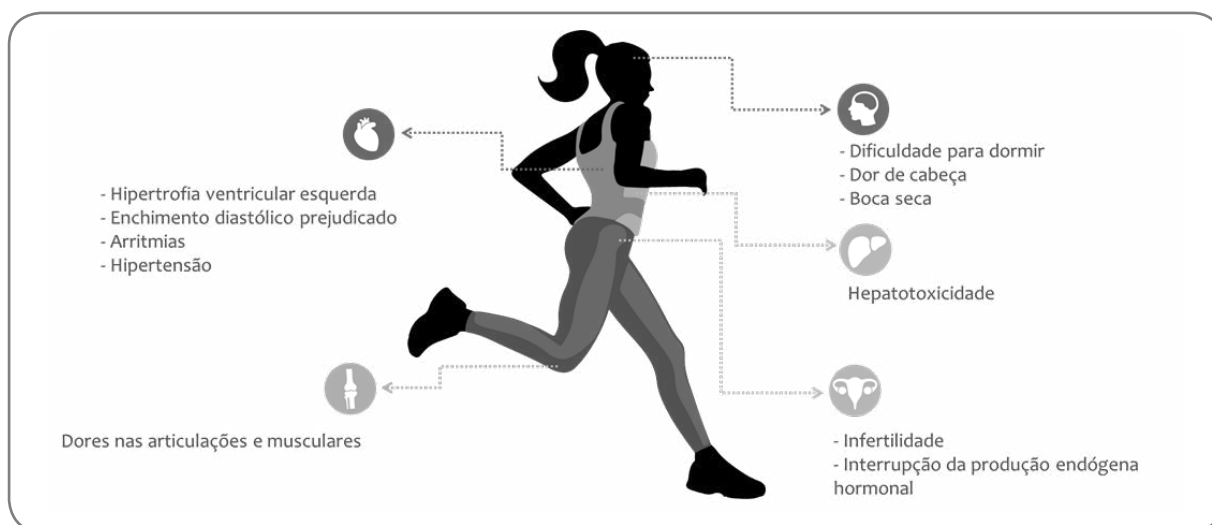 - Hipertrofia ventricular esquerda
- Enchimento diastólico prejudicado
- Arritmias
- Hipertensão
Dores nas articulações e musculares
- Dificuldade para dormir
- Dor de cabeça
- Boca seca
Hepatotoxicidade
- Infertilidade
- Interrupção da produção endógena
hormonal